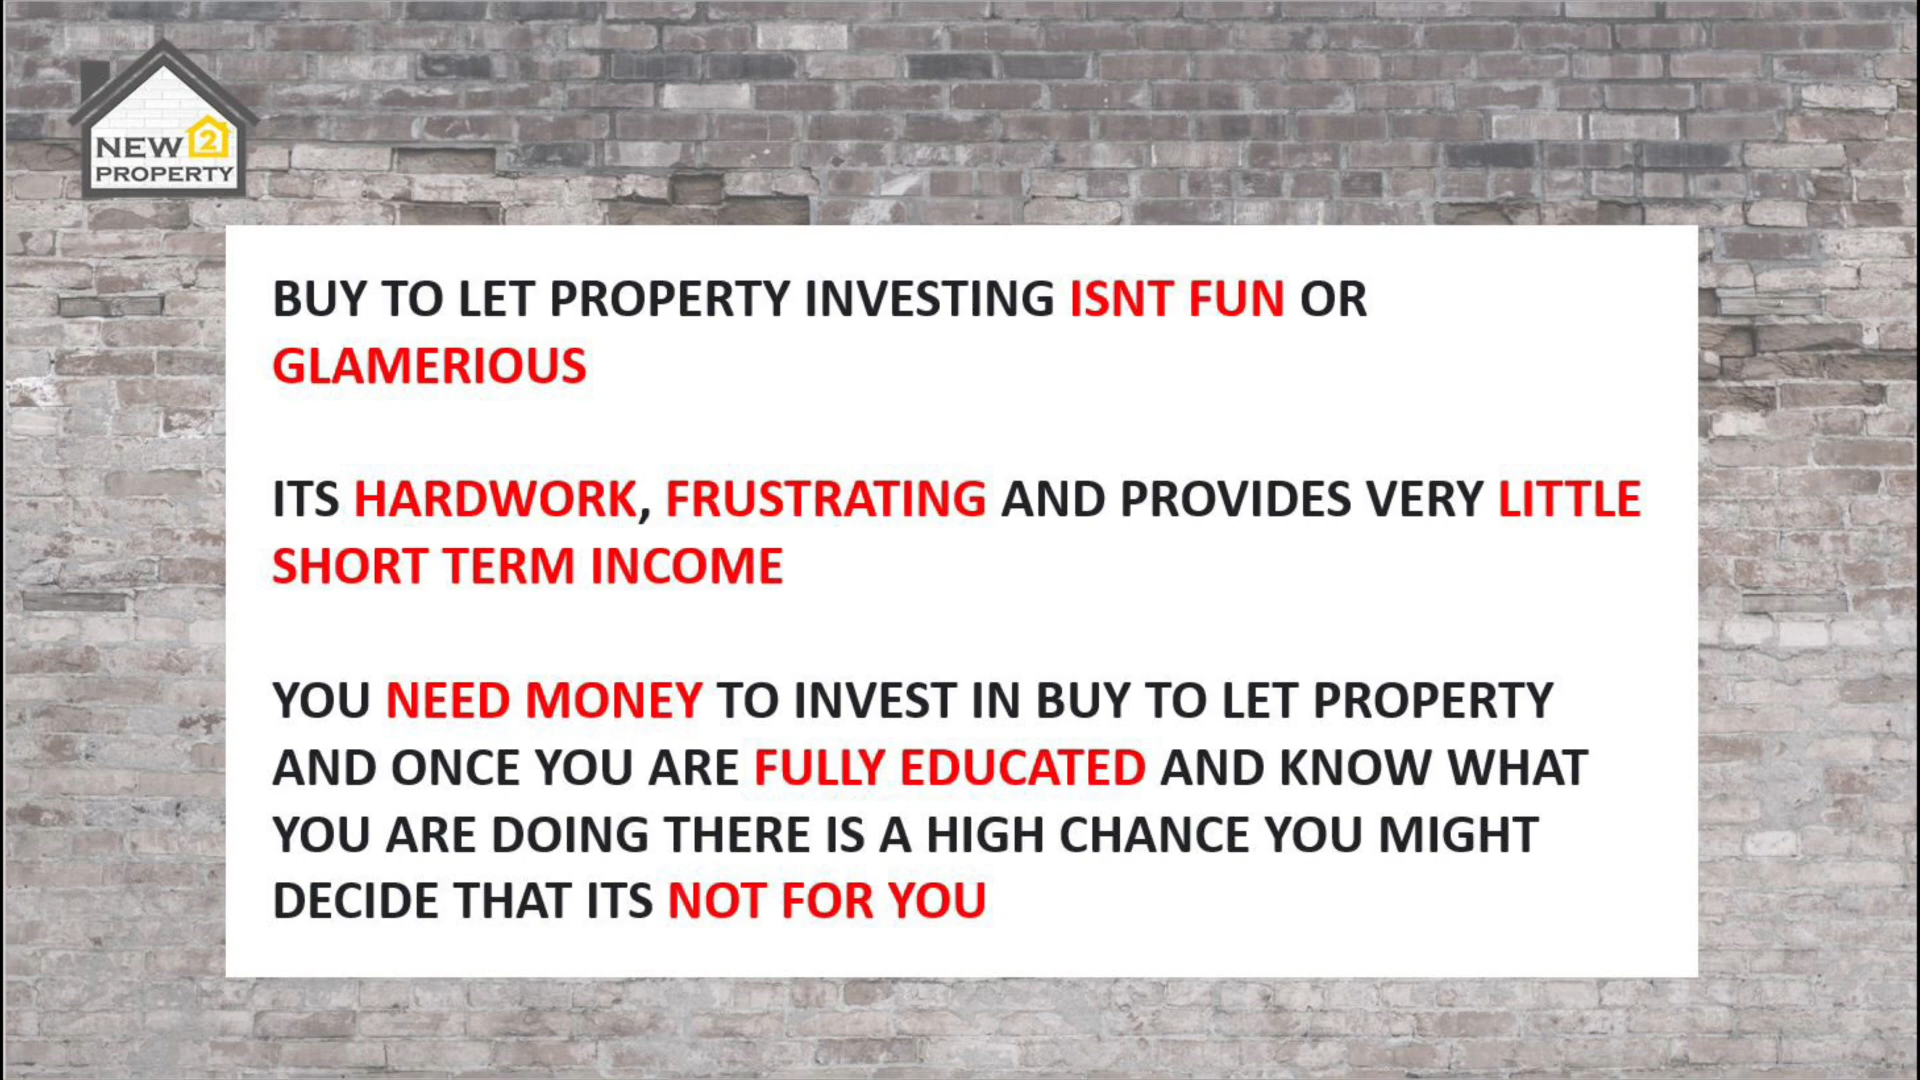 NEW 2
PROPERTY
BUY TO LET PROPERTY INVESTING ISNT FUN OR
GLAMERIOUS
ITS HARDWORK, FRUSTRATING AND PROVIDES VERY LITTLE
SHORT TERM INCOME
YOU NEED MONEY TO INVEST IN BUY TO LET PROPERTY
AND ONCE YOU ARE FULLY EDUCATED AND KNOW WHAT
YOU ARE DOING THERE IS A HIGH CHANCE YOU MIGHT
DECIDE THAT ITS NOT FOR YOU